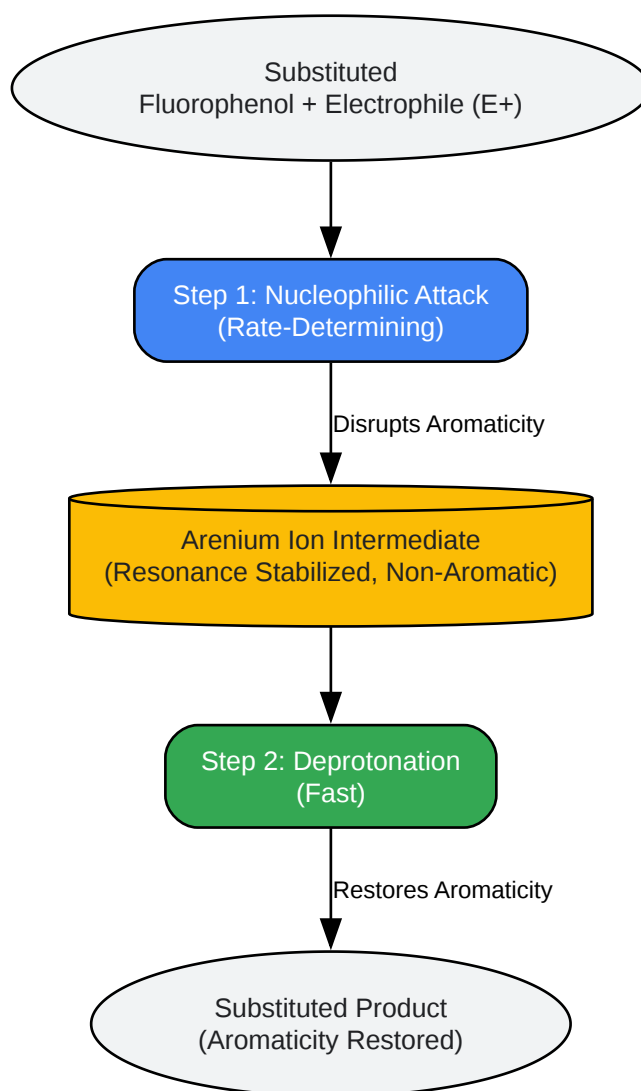 Substituted
Fluorophenol + Electrophile (E+)
Step 1: Nucleophilic Attack
(Rate-Determining)
Disrupts Aromaticity
Arenium Ion Intermediate
(Resonance Stabilized, Non-Aromatic)
Step 2: Deprotonation
(Fast)
Restores Aromaticity
Substituted Product
(Aromaticity Restored)